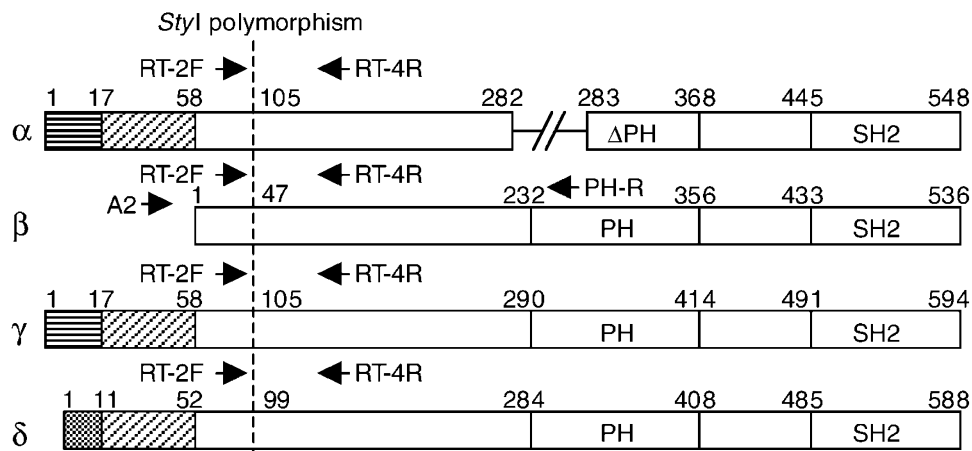 StyI polymorphism
RT-2F RT-4R
1 17 58 105 282 283 368 445 548
α ΔPH SH2
RT-2F RT-4R
A2 1 47 232 PH-R 356 433 536
β PH SH2
RT-2F RT-4R
1 17 58 105 290 414 491 594
γ PH SH2
RT-2F RT-4R
1 11 52 99 284 408 485 588
δ PH SH2